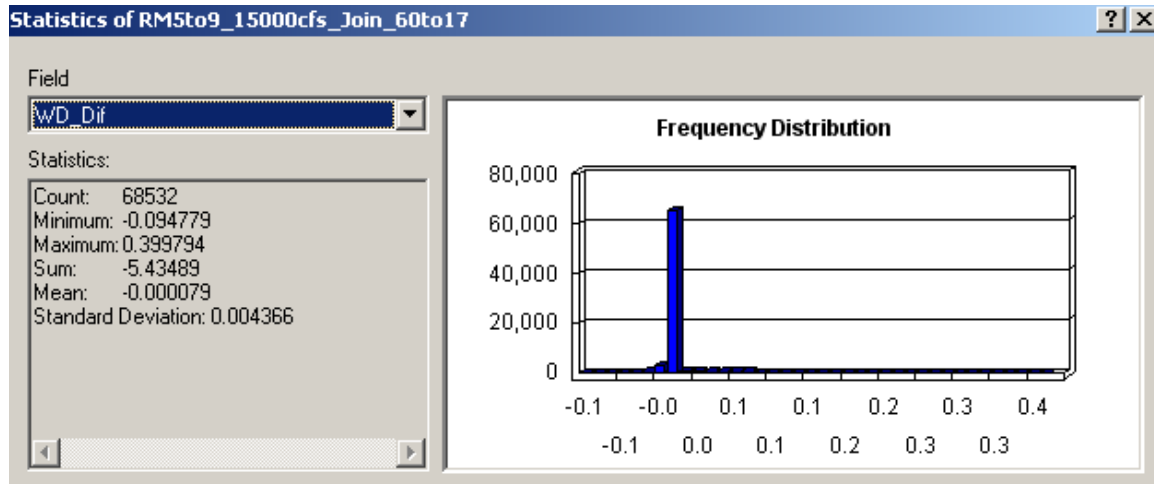 Statistics of RM5to9_15000cfs_Join_60to17
Field
WD_Dif
Statistics:
Count: 68532
Minimum: -0.094779
Maximum: 0.399794
Sum: -5.43489
Mean: -0.000079
Standard Deviation: 0.004366
Frequency Distribution
80,000
60,000
40,000
20,000
0
-0.1 -0.0 0.1 0.1 0.2 0.3 0.4
-0.1 0.0 0.1 0.2 0.3 0.3